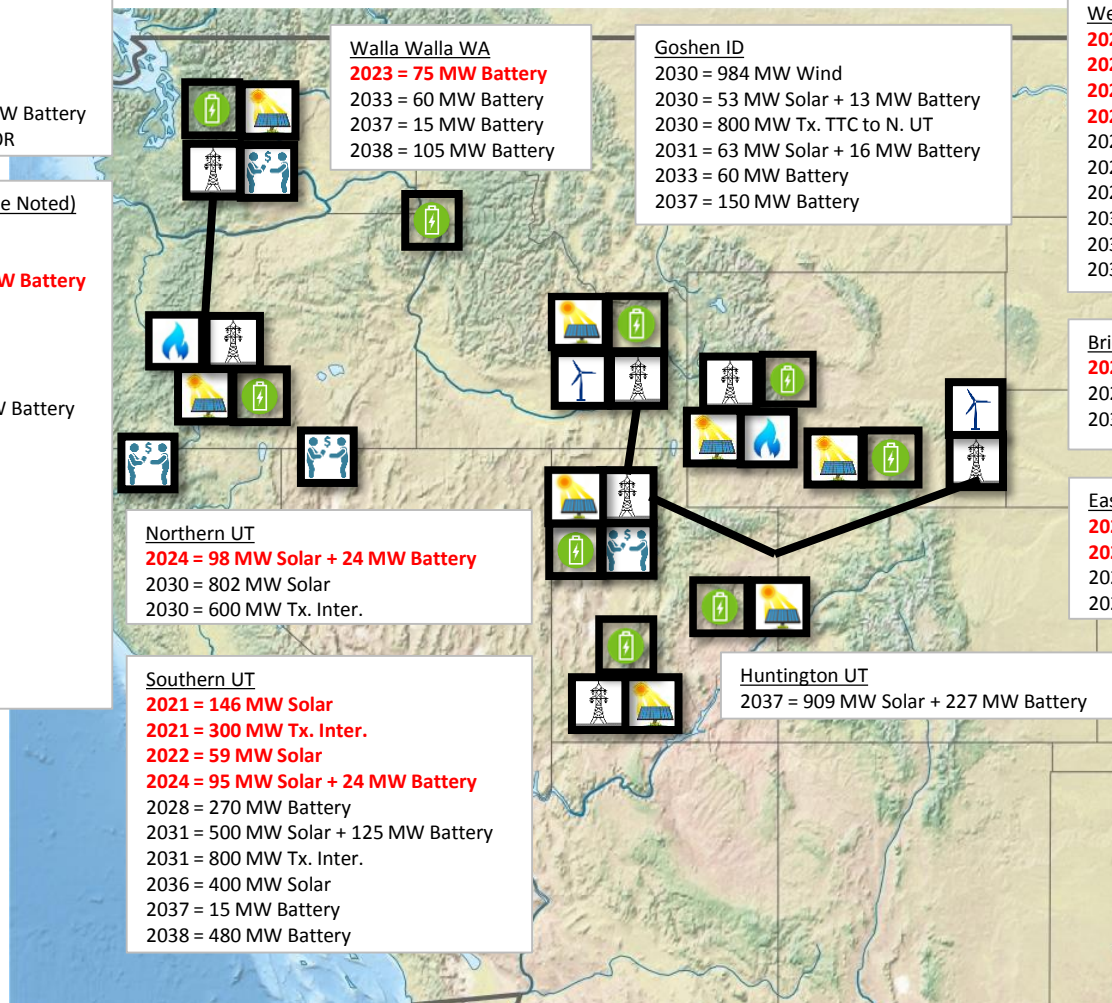 W Battery
OR
e Noted)
W Battery
W Battery
Walla Walla WA
2023 = 75 MW Battery
2033 = 60 MW Battery
2037 = 15 MW Battery
2038 = 105 MW Battery
Goshen ID
2030 = 984 MW Wind
2030 = 53 MW Solar + 13 MW Battery
2030 = 800 MW Tx. TTC to N. UT
2031 = 63 MW Solar + 16 MW Battery
2033 = 60 MW Battery
2037 = 150 MW Battery
Northern UT
2024 = 98 MW Solar + 24 MW Battery
2030 = 802 MW Solar
2030 = 600 MW Tx. Inter.
Southern UT
2021 = 146 MW Solar
2021 = 300 MW Tx. Inter.
2022 = 59 MW Solar
2024 = 95 MW Solar + 24 MW Battery
2028 = 270 MW Battery
2031 = 500 MW Solar + 125 MW Battery
2031 = 800 MW Tx. Inter.
2036 = 400 MW Solar
2037 = 15 MW Battery
2038 = 480 MW Battery
Huntington UT
2037 = 909 MW Solar + 227 MW Battery
We
Bri
Eas